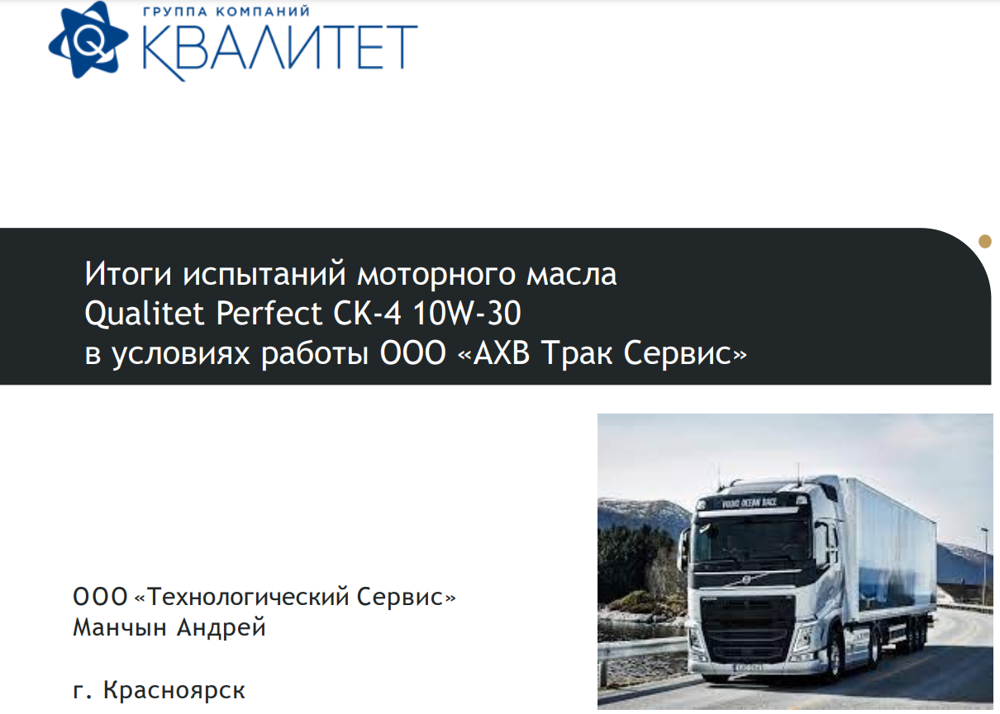 ГРУППА КОМПАНИЙ
КВАЛИТЕТ
Итоги испытаний моторного масла
Qualitet Perfect CK-4 10W-30
в условиях работы ООО «АХВ Трак Сервис»
VOLVO OCEAN RACE
ООО «Технологический Сервис»
Манчын Андрей
г. Красноярск